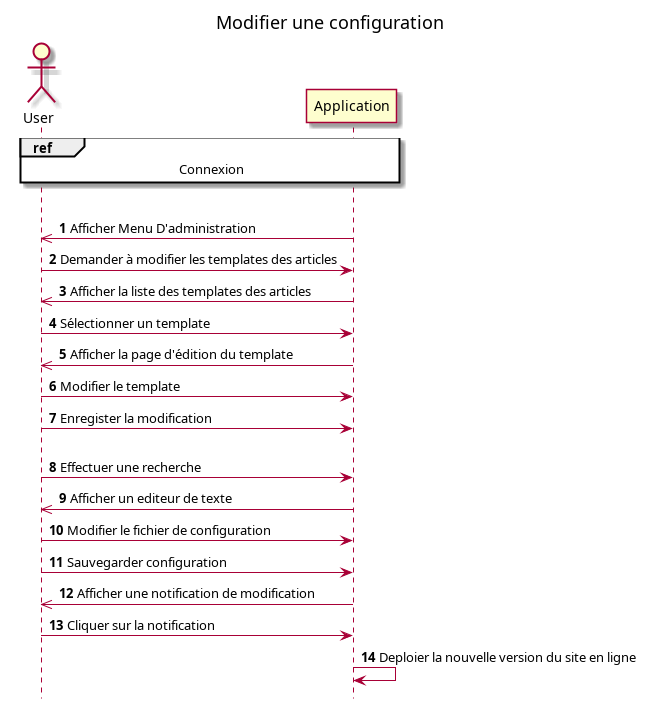 Modifier une configuration
User
Application
ref
Connexion
1 Afficher Menu D'administration
2 Demander à modifier les templates des articles
3 Afficher la liste des templates des articles
4 Sélectionner un template
5 Afficher la page d'édition du template
6 Modifier le template
7 Enregister la modification
8 Effectuer une recherche
9 Afficher un editeur de texte
10 Modifier le fichier de configuration
11 Sauvegarder configuration
12 Afficher une notification de modification
13 Cliquer sur la notification
14 Deploier la nouvelle version du site en ligne